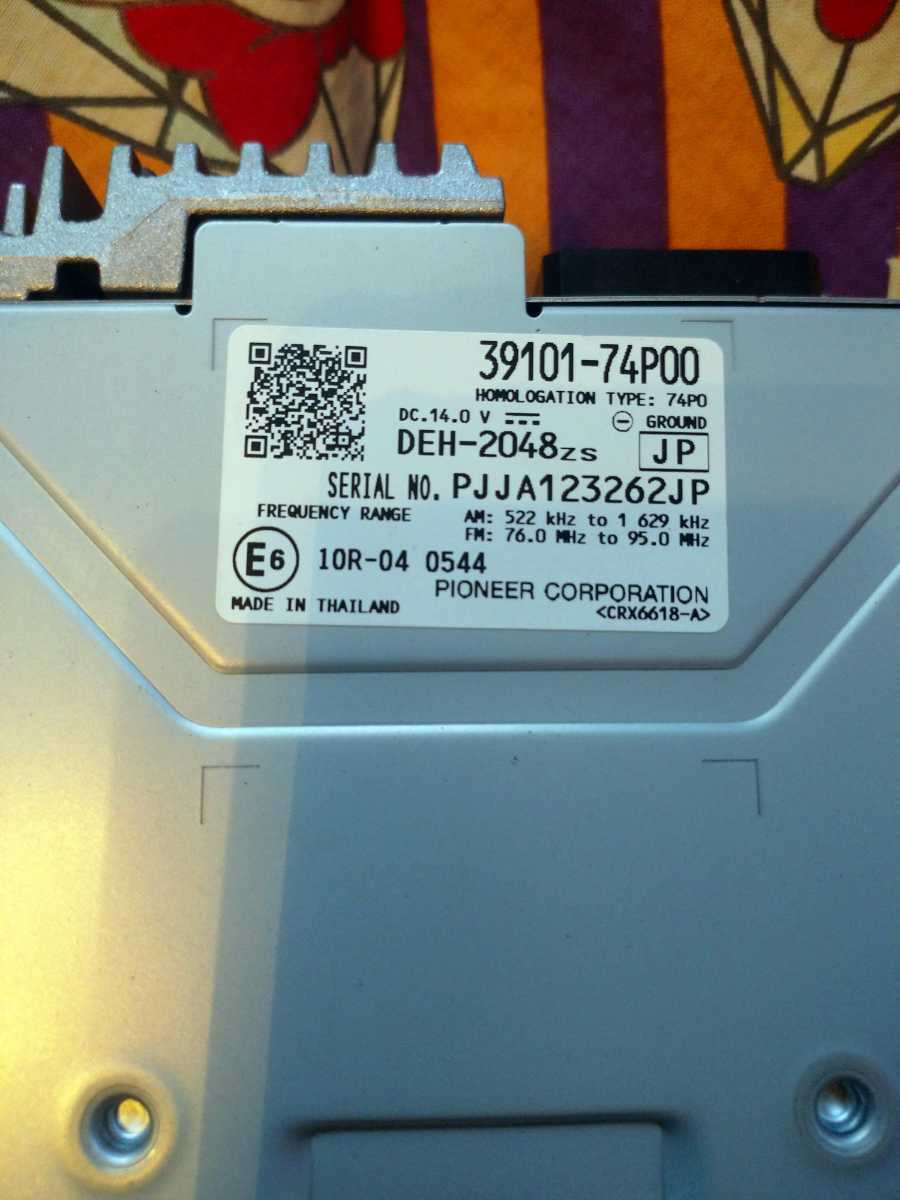 39101-74P00
HOMOLOGATION TYPE: 74P0
DC.14.0 V
GROUND
DEH-2048zs
JP
SERIAL NO. PJJA123262JP
FREQUENCY RANGE
AM: 522 kHz to 1 629 kHz
FM: 76.0 MHz to 95.0 MHz
E6
10R-04 0544
PIONEER CORPORATION
MADE IN THAILAND
<CRX6618-A>